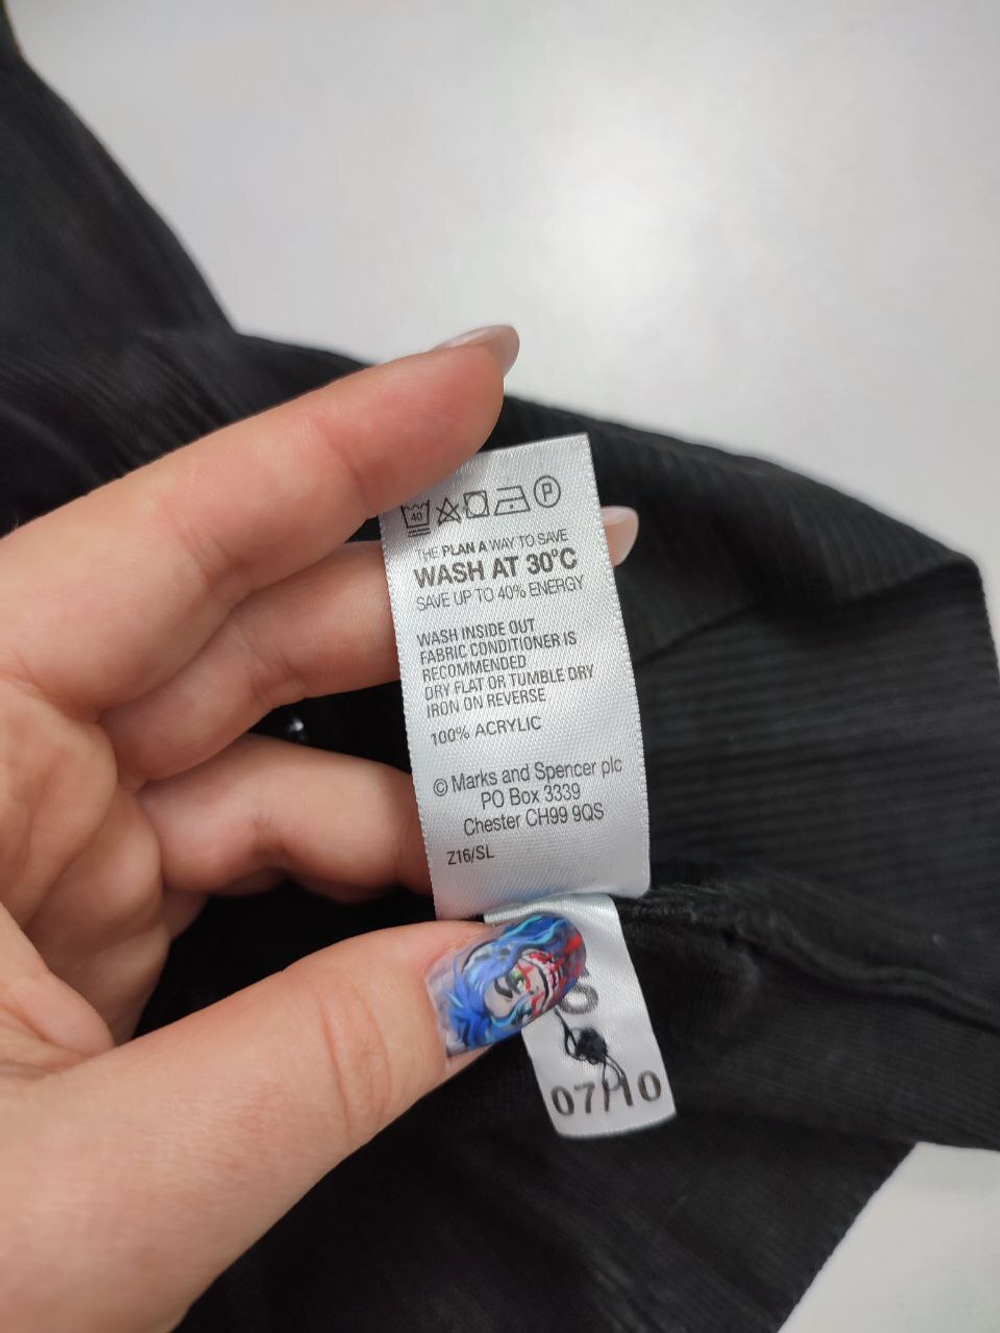 40 P
THE PLAN A WAY TO SAVE
WASH AT 30°C
SAVE UP TO 40% ENERGY
WASH INSIDE OUT
FABRIC CONDITIONER IS
RECOMMENDED
DRY FLAT OR TUMBLE DRY
IRON ON REVERSE
100% ACRYLIC
© Marks and Spencer plc
PO Box 3339
Chester CH99 9QS
Z16/SL
07/10